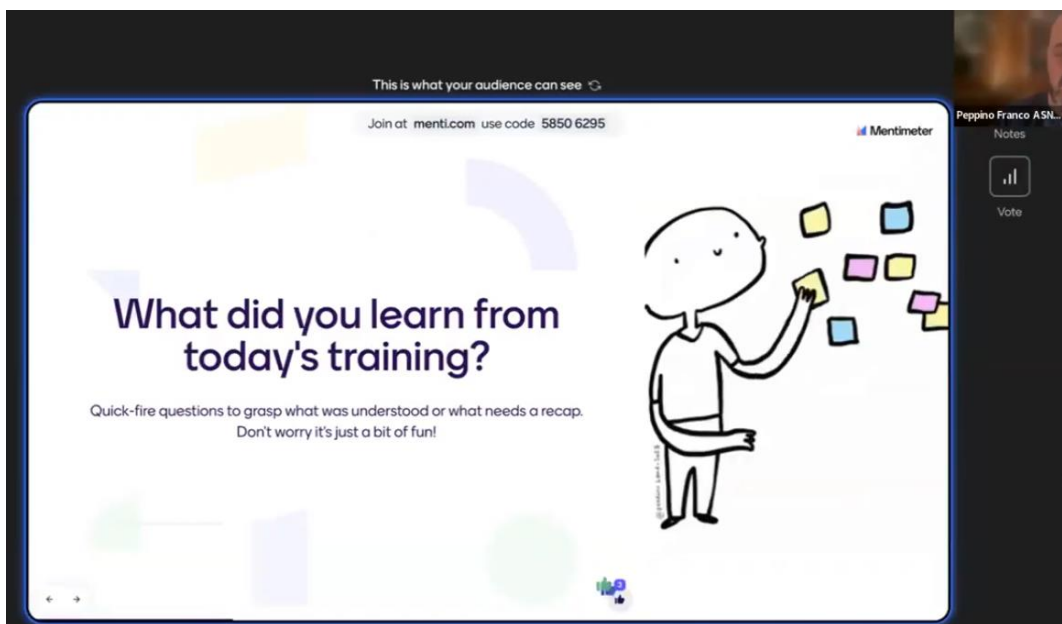 This is what your audience can see
Join at menti.com use code 5850 6295
Mentimeter
Peppino Franco ASN...
Notes
Vote
What did you learn from
today's training?
Quick-fire questions to grasp what was understood or what needs a recap.
Don't worry it's just a bit of fun!
3